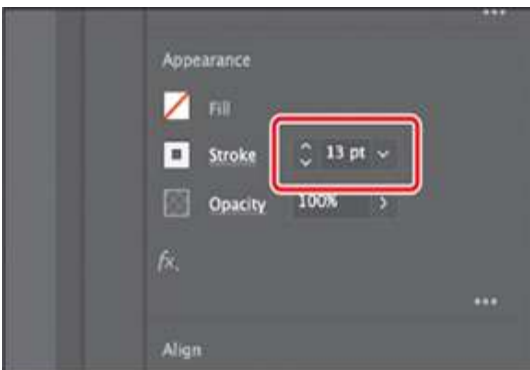 Appearance
Fill
Stroke 13 pt
Opacity 100%
fx.
Align